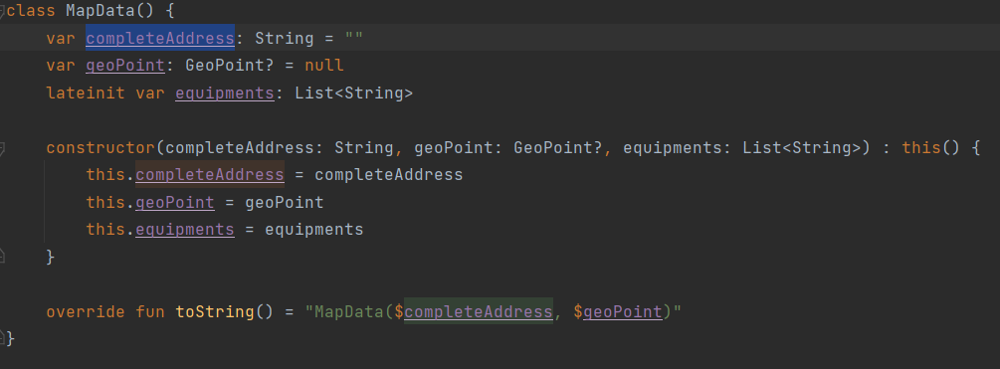 class MapData() {
    var completeAddress: String = ""
    var geoPoint: GeoPoint? = null
    lateinit var equipments: List<String>
    constructor(completeAddress: String, geoPoint: GeoPoint?, equipments: List<String>) : this() {
        this.completeAddress = completeAddress
        this.geoPoint = geoPoint
        this.equipments = equipments
    }
    override fun toString() = "MapData($completeAddress, $geoPoint)"
}